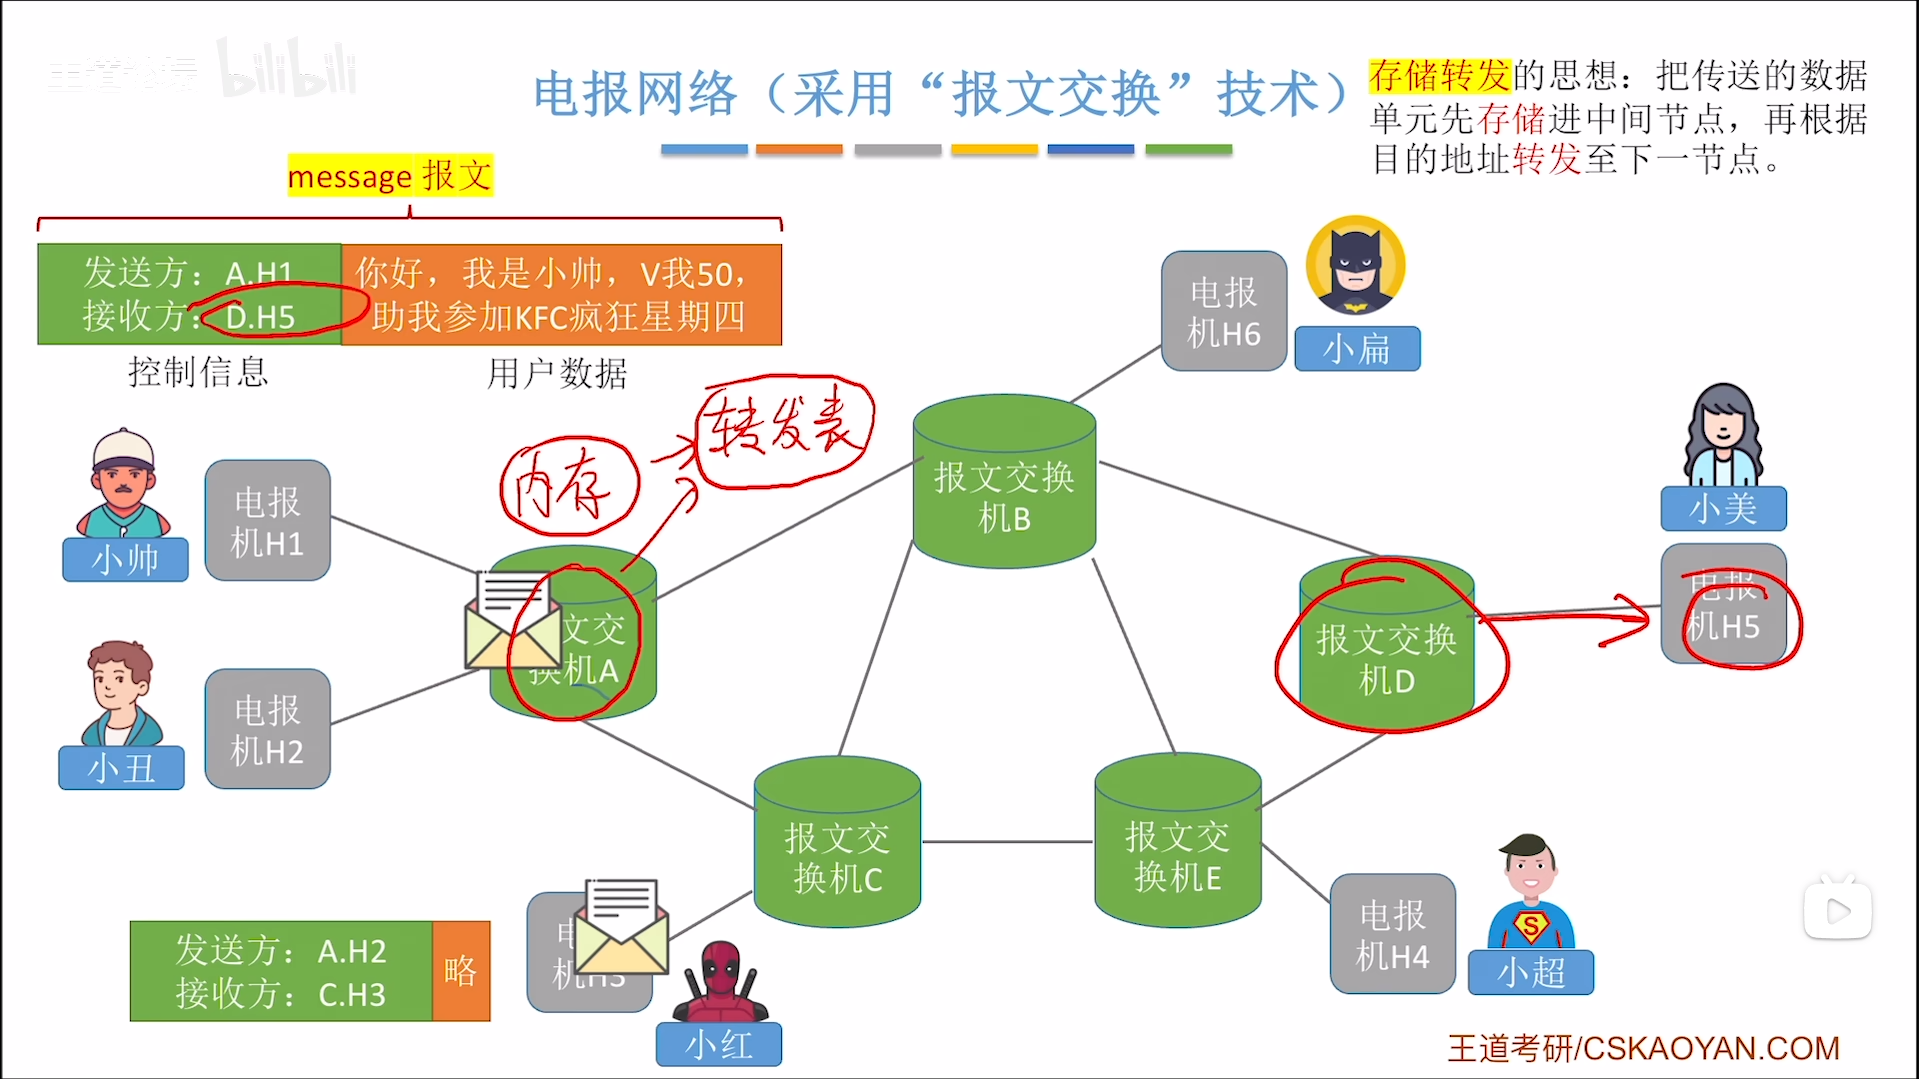 王道论坛 bilibili
电报网络（采用“报文交换”技术）
存储转发的思想：把传送的数据
单元先存储进中间节点，再根据
目的地址转发至下一节点。
message 报文
发送方：A.H1
接收方：D.H5
你好，我是小帅，V我50，
助我参加KFC疯狂星期四
控制信息
用户数据
内存
转发表
电报
机H6
小扁
报文交换
机B
小美
电报
机H5
小帅
电报
机H1
文交
换机A
报文交换
机D
小丑
电报
机H2
报文交
换机C
报文交
换机E
电报
机H4
小超
发送方：A.H2
接收方：C.H3
略
电
机H3
小红
王道考研/CSKAOYAN.COM